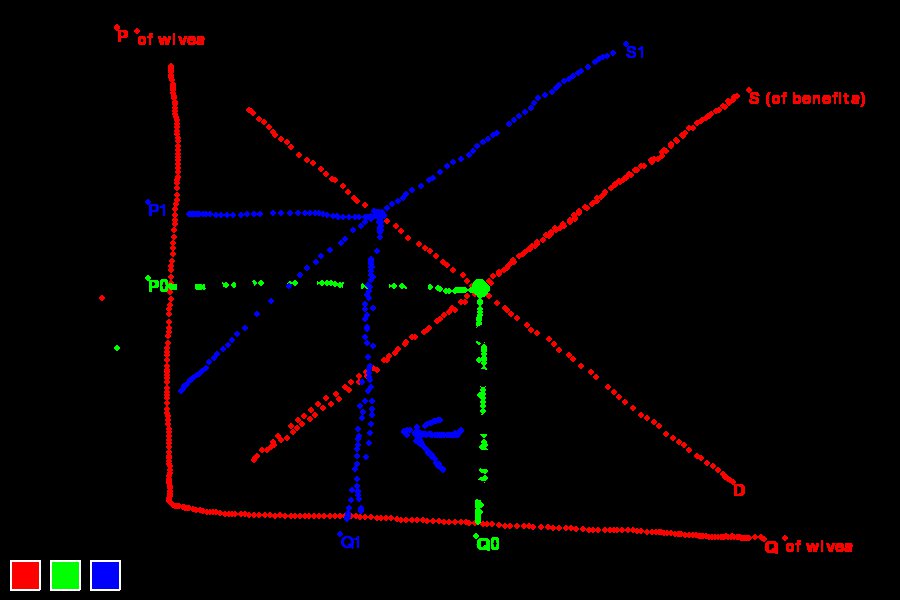 P of wives
S1
S (of benefits)
P1
P0
D
Q1
Q0
Q of wives